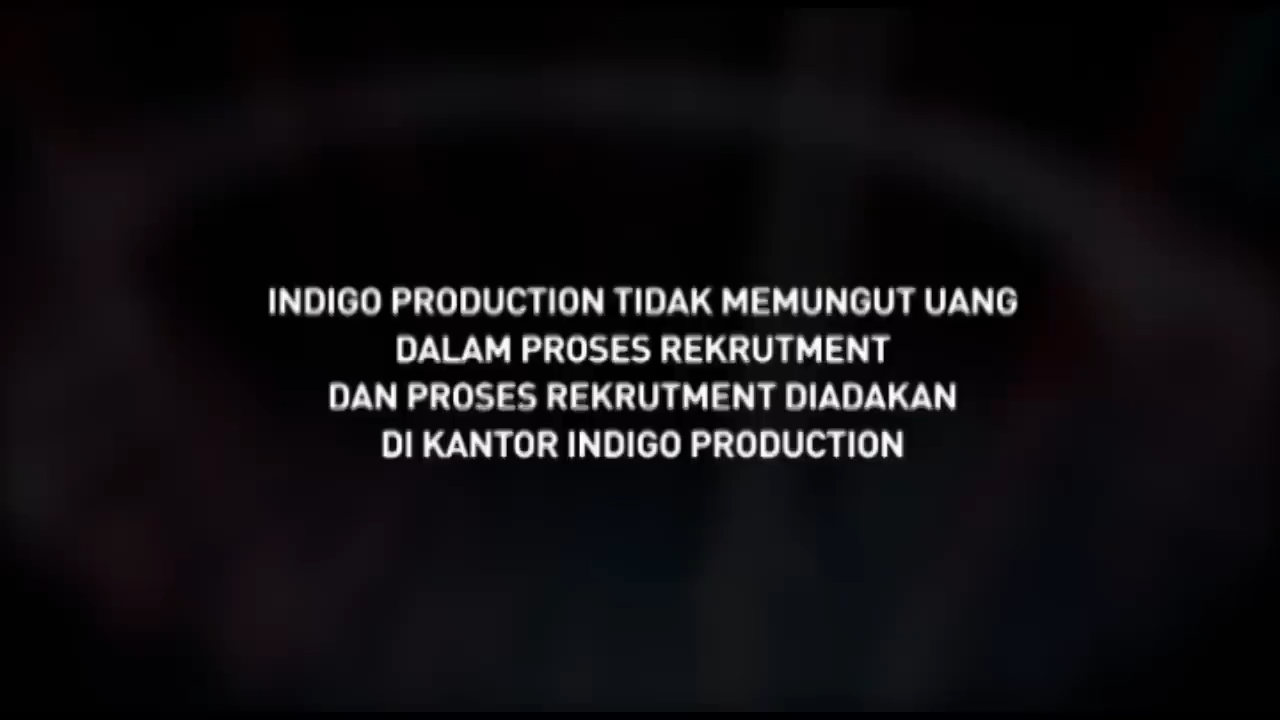 INDIGO PRODUCTION TIDAK MEMUNGUT UANG
DALAM PROSES REKRUTMENT
DAN PROSES REKRUTMENT DIADAKAN
DI KANTOR INDIGO PRODUCTION